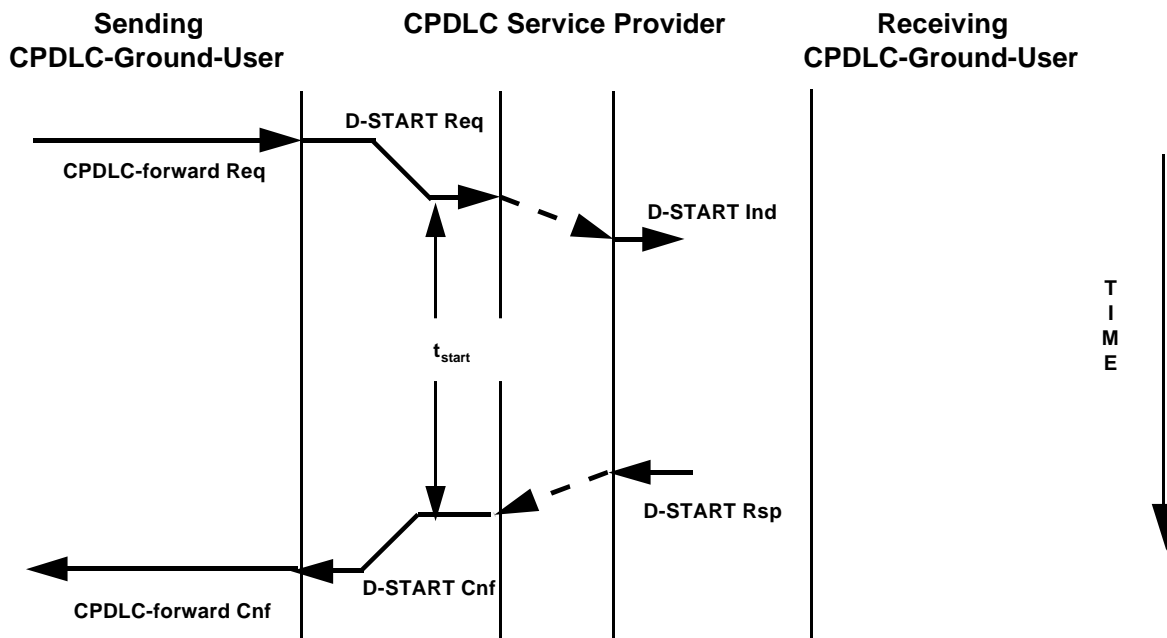 Sending
CPDLC-Ground-User
CPDLC Service Provider
Receiving
CPDLC-Ground-User
D-START Req
CPDLC-forward Req
D-START Ind
T
I
M
E
tstart
D-START Rsp
D-START Cnf
CPDLC-forward Cnf